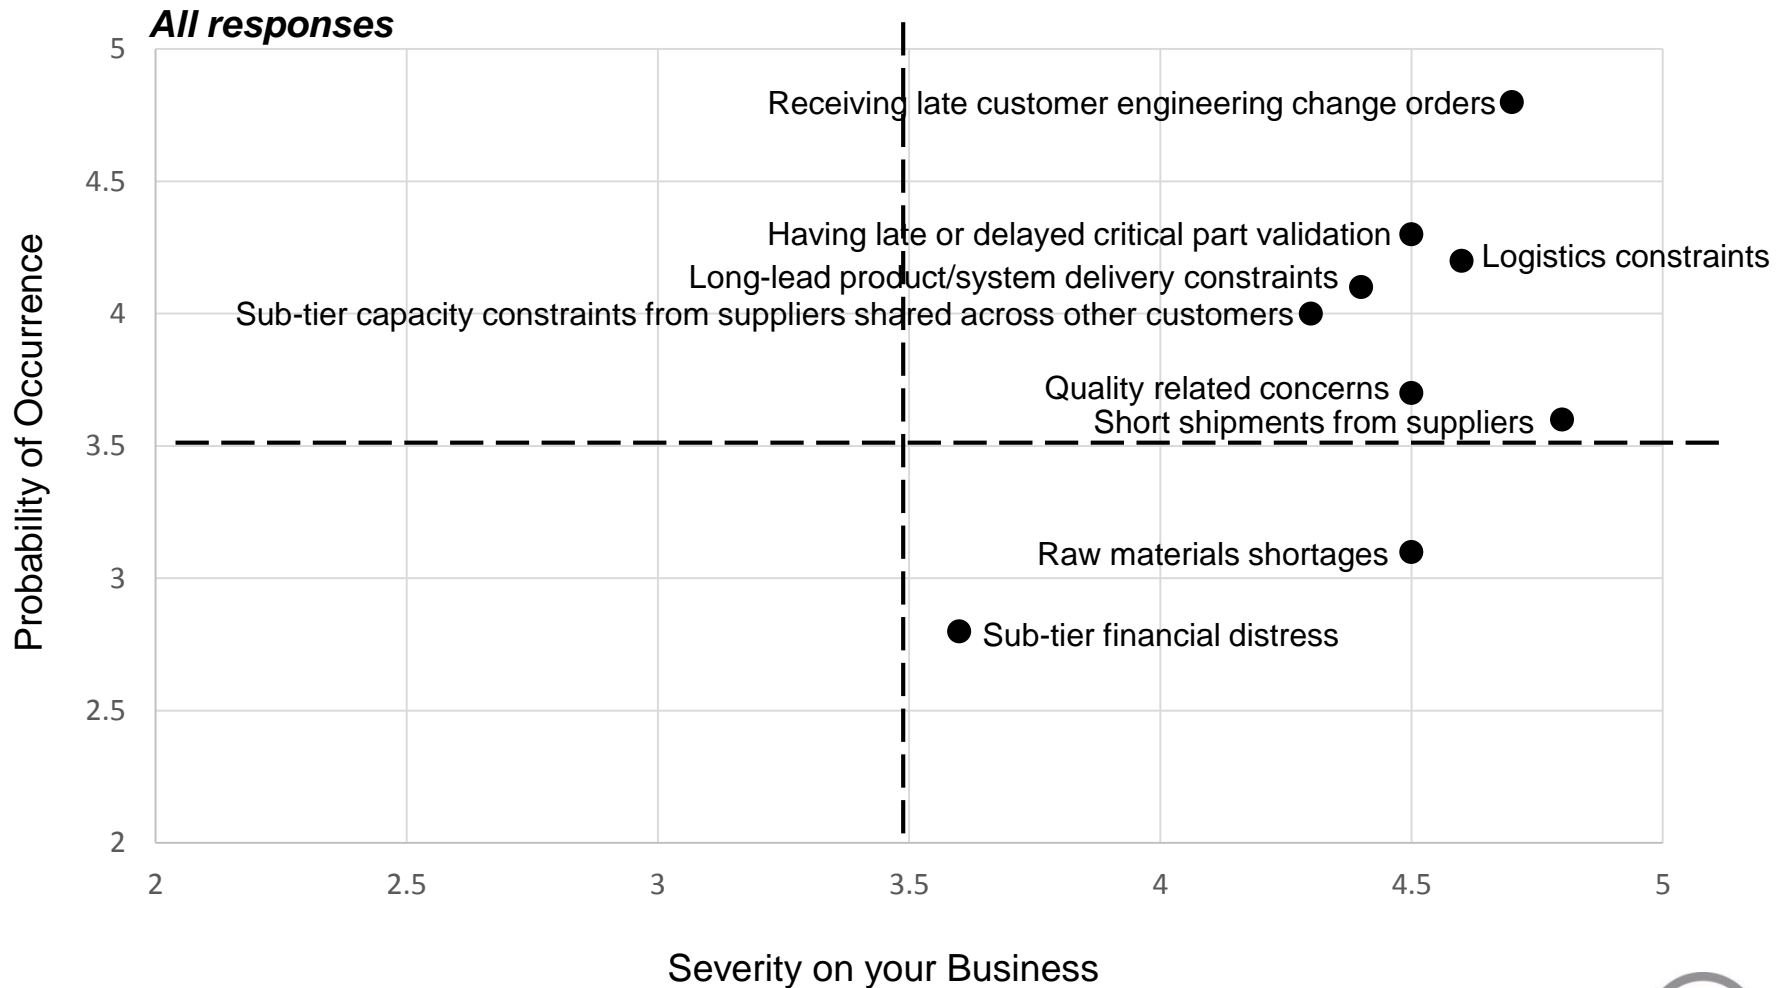 All responses
5
Receiving late customer engineering change orders
4.5
Having late or delayed critical part validation
Logistics constraints
Long-lead product/system delivery constraints
4
Sub-tier capacity constraints from suppliers shared across other customers
Quality related concerns
Short shipments from suppliers
3.5
Raw materials shortages
3
Sub-tier financial distress
2.5
2
Probability of Occurrence
2 2.5 3 3.5 4 4.5 5
Severity on your Business